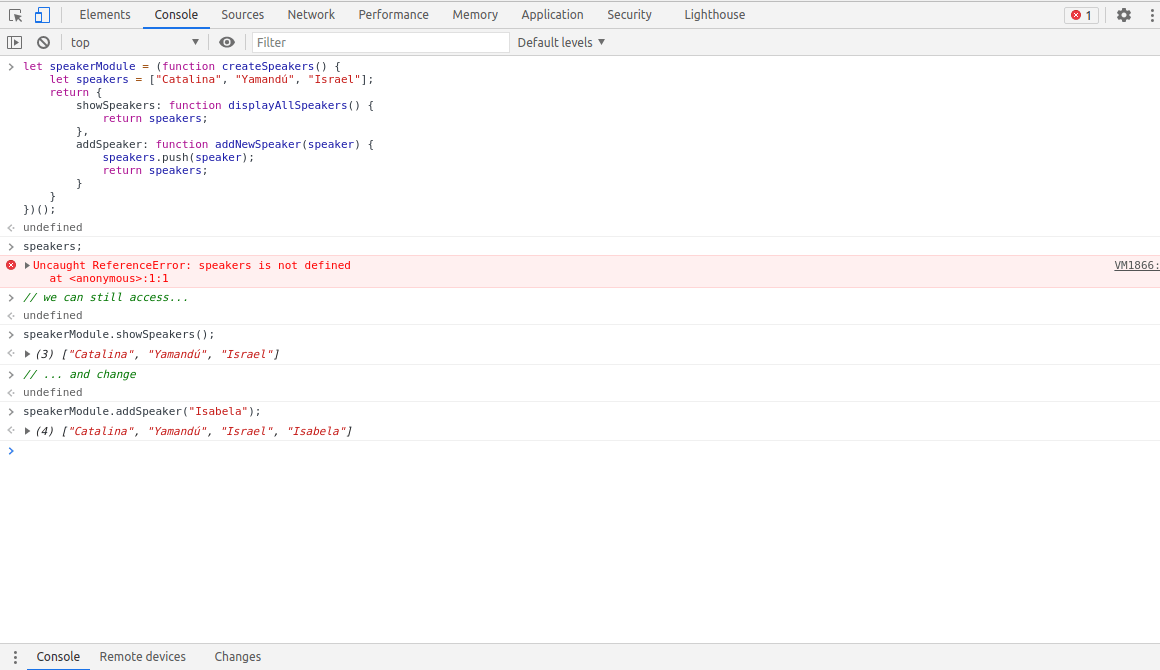 Elements Console Sources Network Performance Memory Application Security Lighthouse 1
top Filter Default levels
let speakerModule = (function createSpeakers() {
    let speakers = ["Catalina", "Yamandú", "Israel"];
    return {
        showSpeakers: function displayAllSpeakers() {
            return speakers;
        },
        addSpeaker: function addNewSpeaker(speaker) {
            speakers.push(speaker);
            return speakers;
        }
    }
})();
undefined
speakers;
Uncaught ReferenceError: speakers is not defined VM1866:
    at <anonymous>:1:1
// we can still access...
undefined
speakerModule.showSpeakers();
(3) ["Catalina", "Yamandú", "Israel"]
// ... and change
undefined
speakerModule.addSpeaker("Isabela");
(4) ["Catalina", "Yamandú", "Israel", "Isabela"]
Console Remote devices Changes